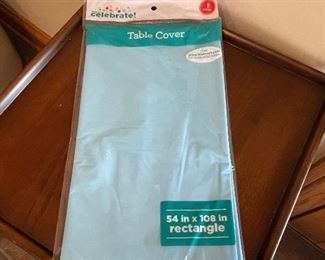 celebrate!
Table Cover
54 in x 108 in
rectangle